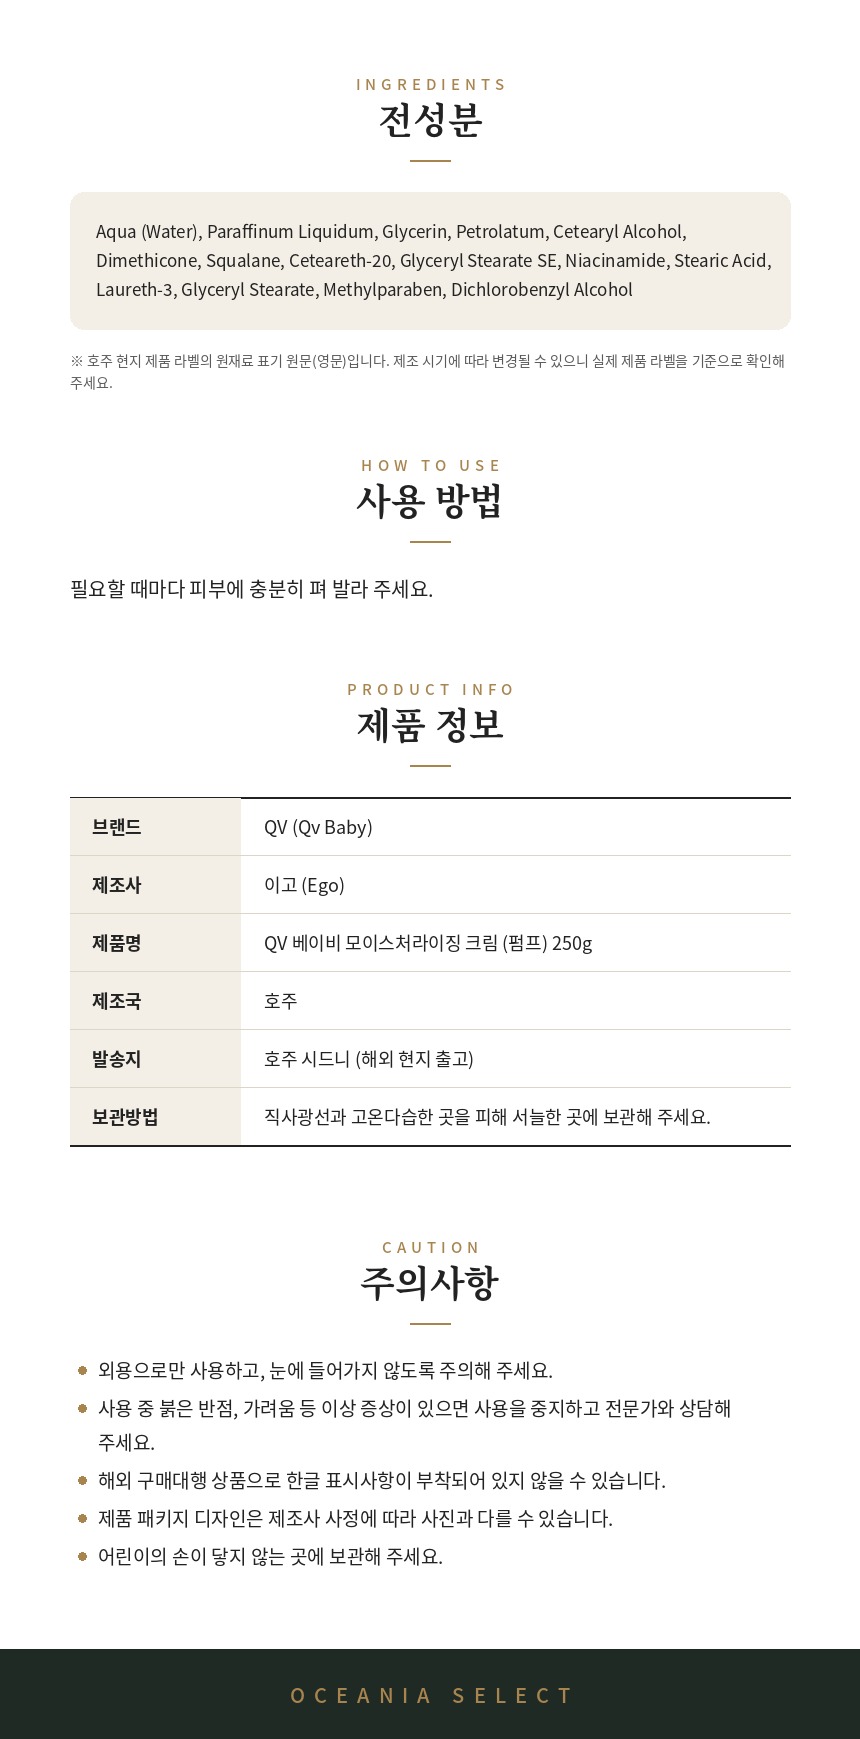 INGREDIENTS
전성분
Aqua (Water), Paraffinum Liquidum, Glycerin, Petrolatum, Cetearyl Alcohol,
Dimethicone, Squalane, Ceteareth-20, Glyceryl Stearate SE, Niacinamide, Stearic Acid,
Laureth-3, Glyceryl Stearate, Methylparaben, Dichlorobenzyl Alcohol
※ 호주 현지 제품 라벨의 원재료 표기 원문(영문)입니다. 제조 시기에 따라 변경될 수 있으니 실제 제품 라벨을 기준으로 확인해
주세요.
HOW TO USE
사용 방법
필요할 때마다 피부에 충분히 펴 발라 주세요.
PRODUCT INFO
제품 정보
브랜드 QV (Qv Baby)
제조사 이고 (Ego)
제품명 QV 베이비 모이스처라이징 크림 (펌프) 250g
제조국 호주
발송지 호주 시드니 (해외 현지 출고)
보관방법 직사광선과 고온다습한 곳을 피해 서늘한 곳에 보관해 주세요.
CAUTION
주의사항
외용으로만 사용하고, 눈에 들어가지 않도록 주의해 주세요.
사용 중 붉은 반점, 가려움 등 이상 증상이 있으면 사용을 중지하고 전문가와 상담해
주세요.
해외 구매대행 상품으로 한글 표시사항이 부착되어 있지 않을 수 있습니다.
제품 패키지 디자인은 제조사 사정에 따라 사진과 다를 수 있습니다.
어린이의 손이 닿지 않는 곳에 보관해 주세요.
OCEANIA SELECT